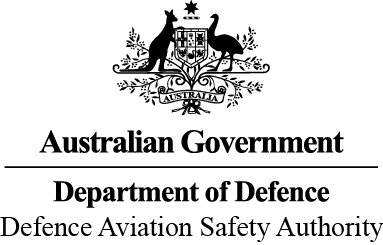 AUSTRALIA
Australian Government
Department of Defence
Defence Aviation Safety Authority